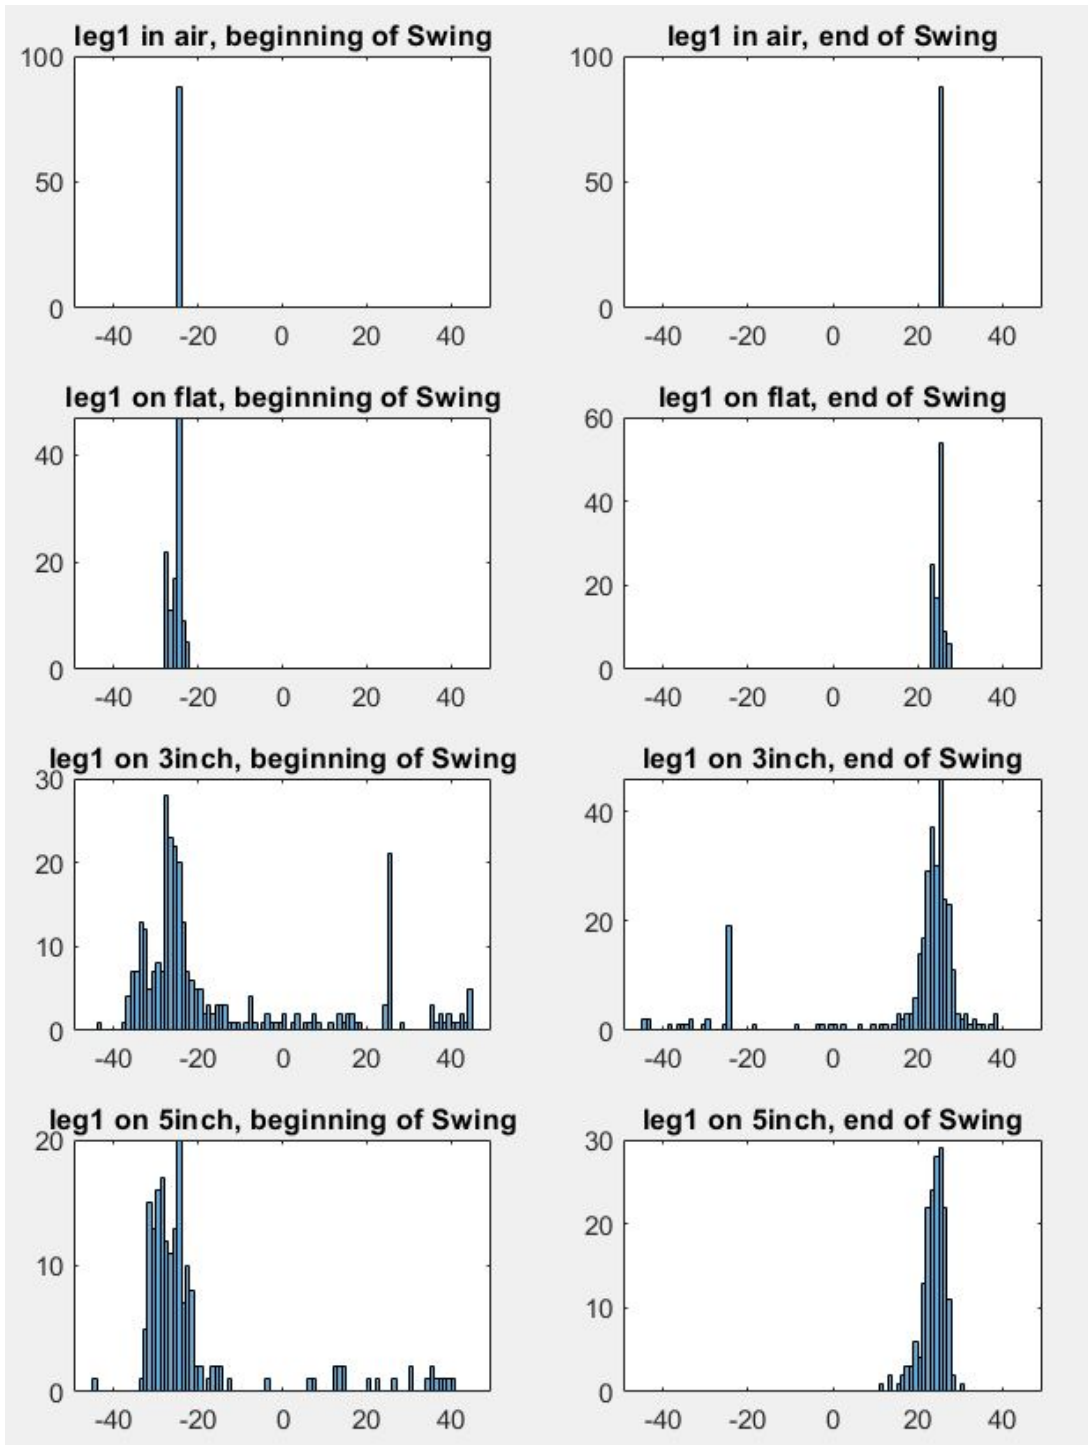 leg1 in air, beginning of Swing
100
50
0
-40 -20 0 20 40
leg1 in air, end of Swing
100
50
0
-40 -20 0 20 40
leg1 on flat, beginning of Swing
40
20
0
-40 -20 0 20 40
leg1 on flat, end of Swing
60
40
20
0
-40 -20 0 20 40
leg1 on 3inch, beginning of Swing
30
20
10
0
-40 -20 0 20 40
leg1 on 3inch, end of Swing
40
20
0
-40 -20 0 20 40
leg1 on 5inch, beginning of Swing
20
10
0
-40 -20 0 20 40
leg1 on 5inch, end of Swing
30
20
10
0
-40 -20 0 20 40